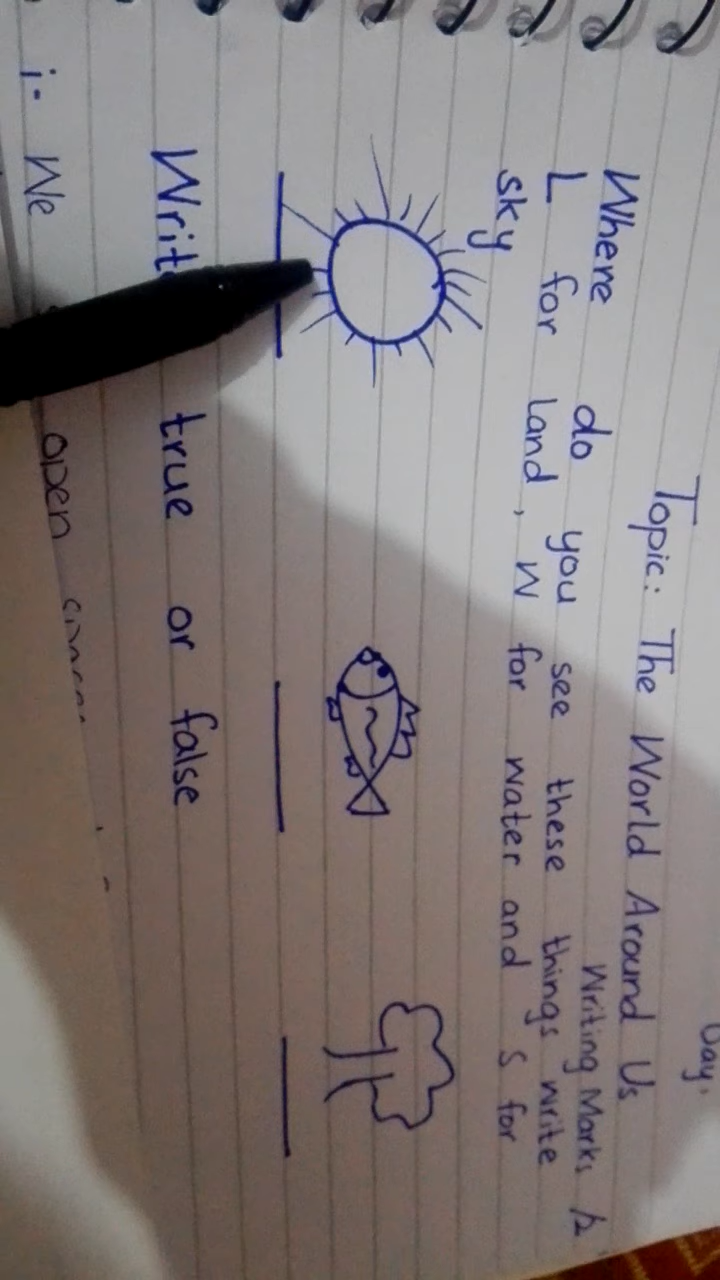 Day.
Topic: The World Around Us
Writing Marks
Where do you see these things write
L for land, W for water and S for
sky
Write true or false
i- We open